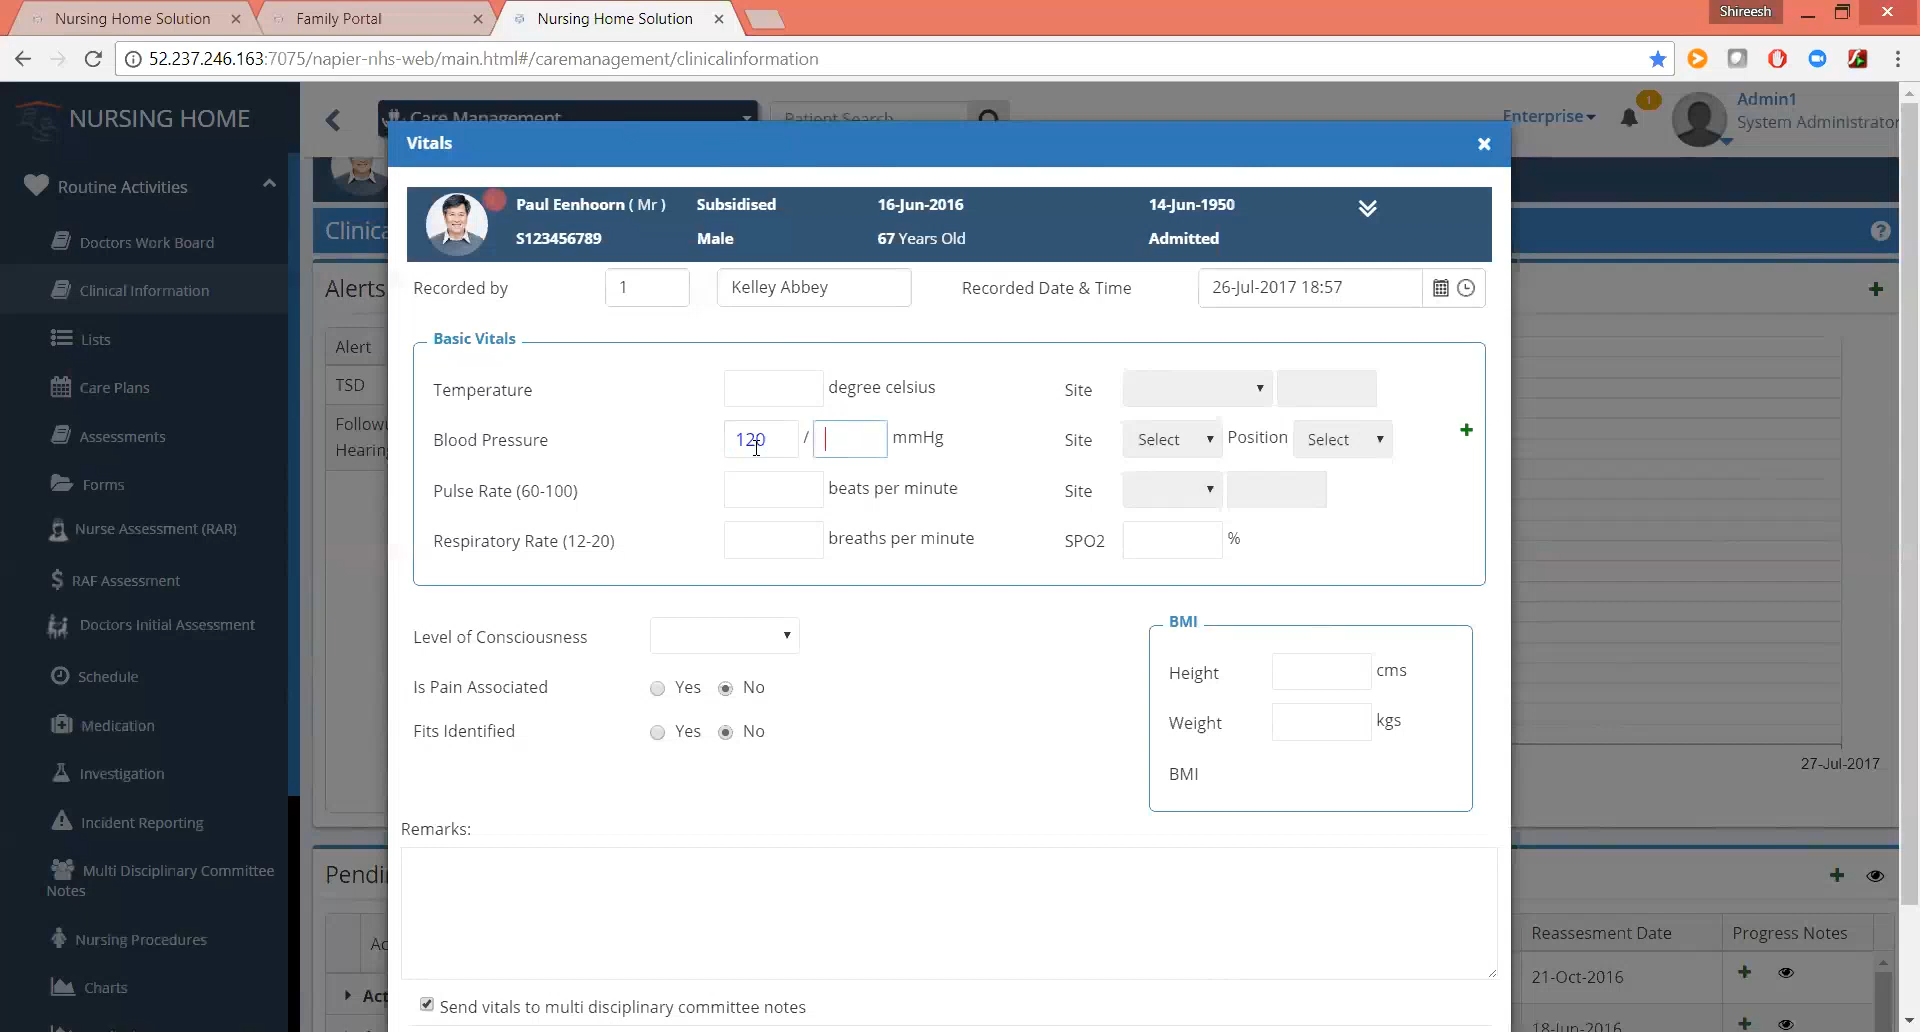 Nursing Home Solution
Family Portal
Nursing Home Solution
Shireesh
52.237.246.163:7075/napier-nhs-web/main.html#/caremanagement/clinicalinformation
NURSING HOME
Care Management
Patient Search
Enterprise
1
Admin1
System Administrator
Routine Activities
Doctors Work Board
Clinical Information
Lists
Care Plans
Assessments
Forms
Nurse Assessment (RAR)
RAF Assessment
Doctors Initial Assessment
Schedule
Medication
Investigation
Incident Reporting
Multi Disciplinary Committee
Notes
Nursing Procedures
Charts
Alerts
Alert
TSD
Vitals
Paul Eenhoorn ( Mr ) Subsidised 16-Jun-2016 14-Jun-1950
S123456789 Male 67 Years Old Admitted
Recorded by 1 Kelley Abbey Recorded Date & Time 26-Jul-2017 18:57
Basic Vitals
Temperature degree celsius Site
Blood Pressure 120 / mmHg Site Select Position Select
Pulse Rate (60-100) beats per minute Site
Respiratory Rate (12-20) breaths per minute SPO2 %
Level of Consciousness
Is Pain Associated Yes No
Fits Identified Yes No
BMI
Height cms
Weight kgs
BMI
Remarks:
Send vitals to multi disciplinary committee notes
27-Jul-2017
Reassesment Date Progress Notes
21-Oct-2016
18-Jun-2016